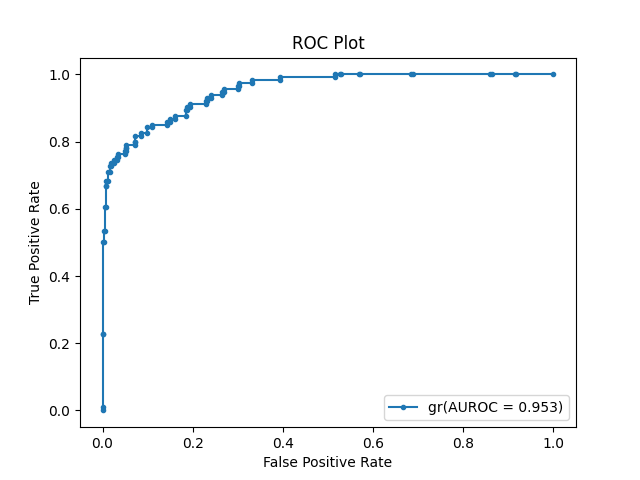 ROC Plot
True Positive Rate
1.0
0.8
0.6
0.4
0.2
0.0
gr(AUROC = 0.953)
0.0 0.2 0.4 0.6 0.8 1.0
False Positive Rate